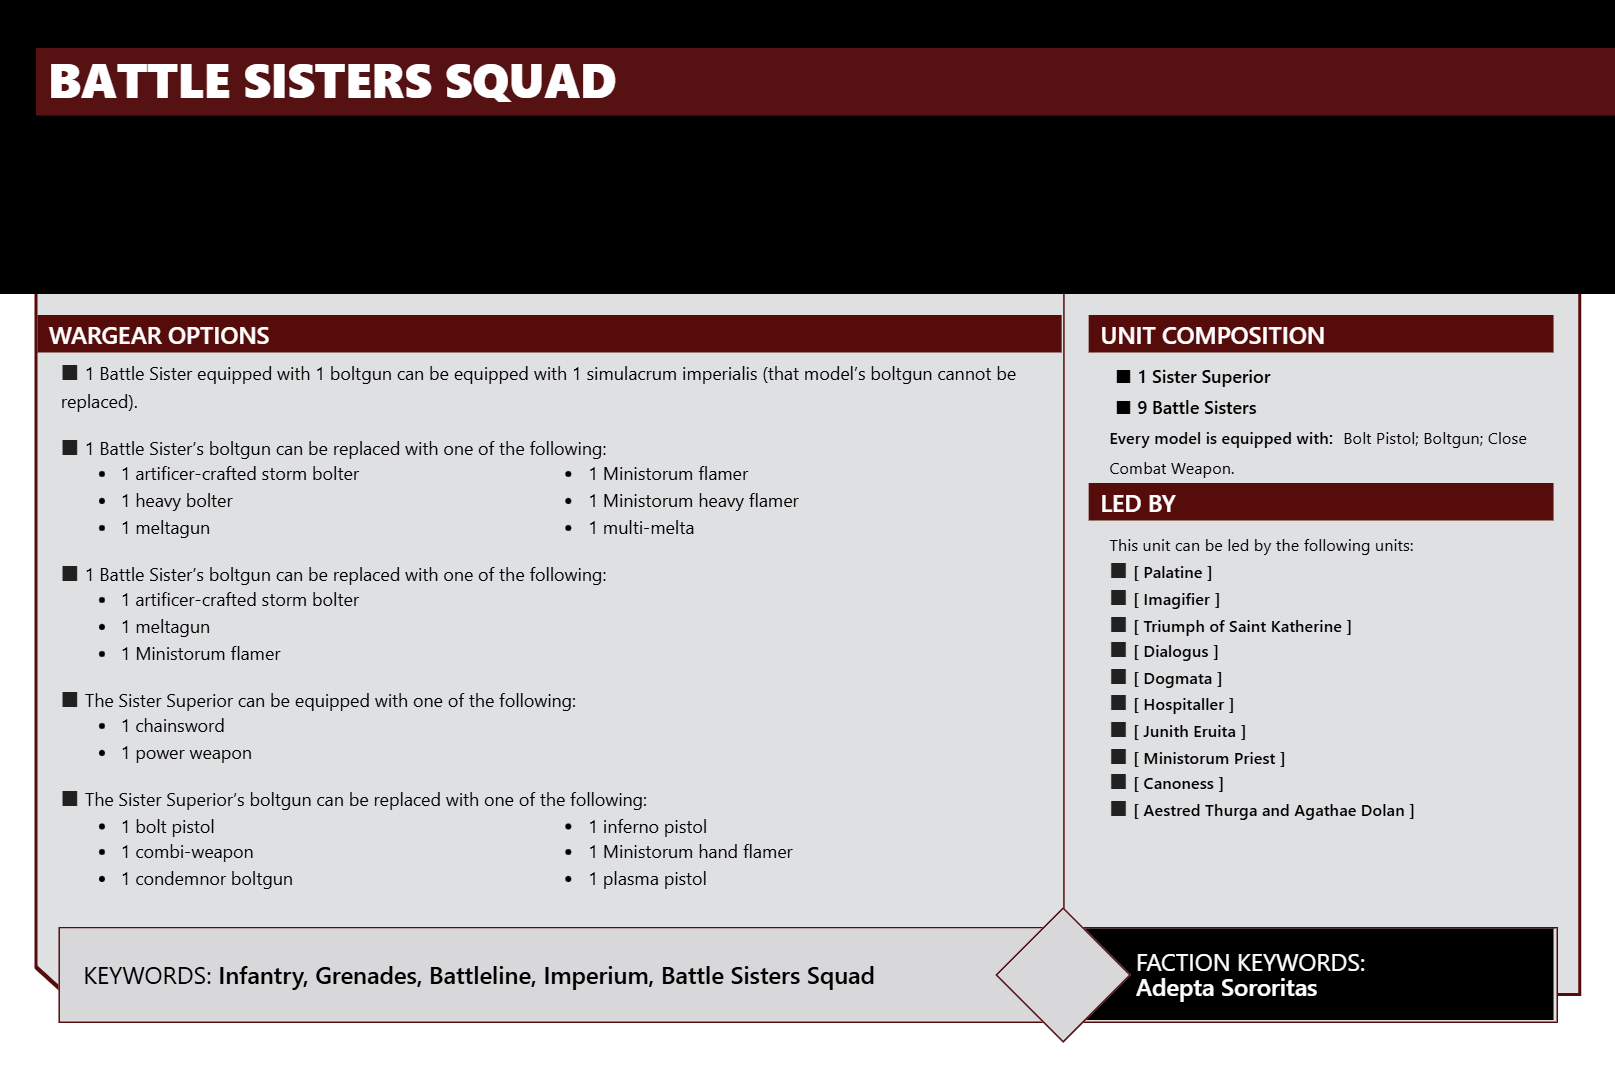 BATTLE SISTERS SQUAD
WARGEAR OPTIONS
■ 1 Battle Sister equipped with 1 boltgun can be equipped with 1 simulacrum imperialis (that model’s boltgun cannot be
replaced).
■ 1 Battle Sister’s boltgun can be replaced with one of the following:
• 1 artificer-crafted storm bolter
• 1 heavy bolter
• 1 meltagun
• 1 Ministorum flamer
• 1 Ministorum heavy flamer
• 1 multi-melta
■ 1 Battle Sister’s boltgun can be replaced with one of the following:
• 1 artificer-crafted storm bolter
• 1 meltagun
• 1 Ministorum flamer
■ The Sister Superior can be equipped with one of the following:
• 1 chainsword
• 1 power weapon
■ The Sister Superior’s boltgun can be replaced with one of the following:
• 1 bolt pistol
• 1 combi-weapon
• 1 condemnor boltgun
• 1 inferno pistol
• 1 Ministorum hand flamer
• 1 plasma pistol
UNIT COMPOSITION
■ 1 Sister Superior
■ 9 Battle Sisters
Every model is equipped with: Bolt Pistol; Boltgun; Close
Combat Weapon.
LED BY
This unit can be led by the following units:
■ [ Palatine ]
■ [ Imagifier ]
■ [ Triumph of Saint Katherine ]
■ [ Dialogus ]
■ [ Dogmata ]
■ [ Hospitaller ]
■ [ Junith Eruita ]
■ [ Ministorum Priest ]
■ [ Canoness ]
■ [ Aestred Thurga and Agathae Dolan ]
KEYWORDS: Infantry, Grenades, Battleline, Imperium, Battle Sisters Squad
FACTION KEYWORDS:
Adepta Sororitas